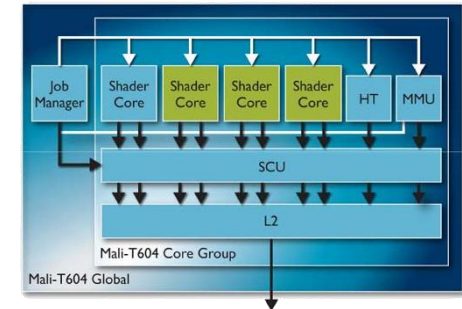 Job
Manager
Shader
Core
Shader
Core
Shader
Core
Shader
Core
HT
MMU
SCU
L2
Mali-T604 Core Group
Mali-T604 Global